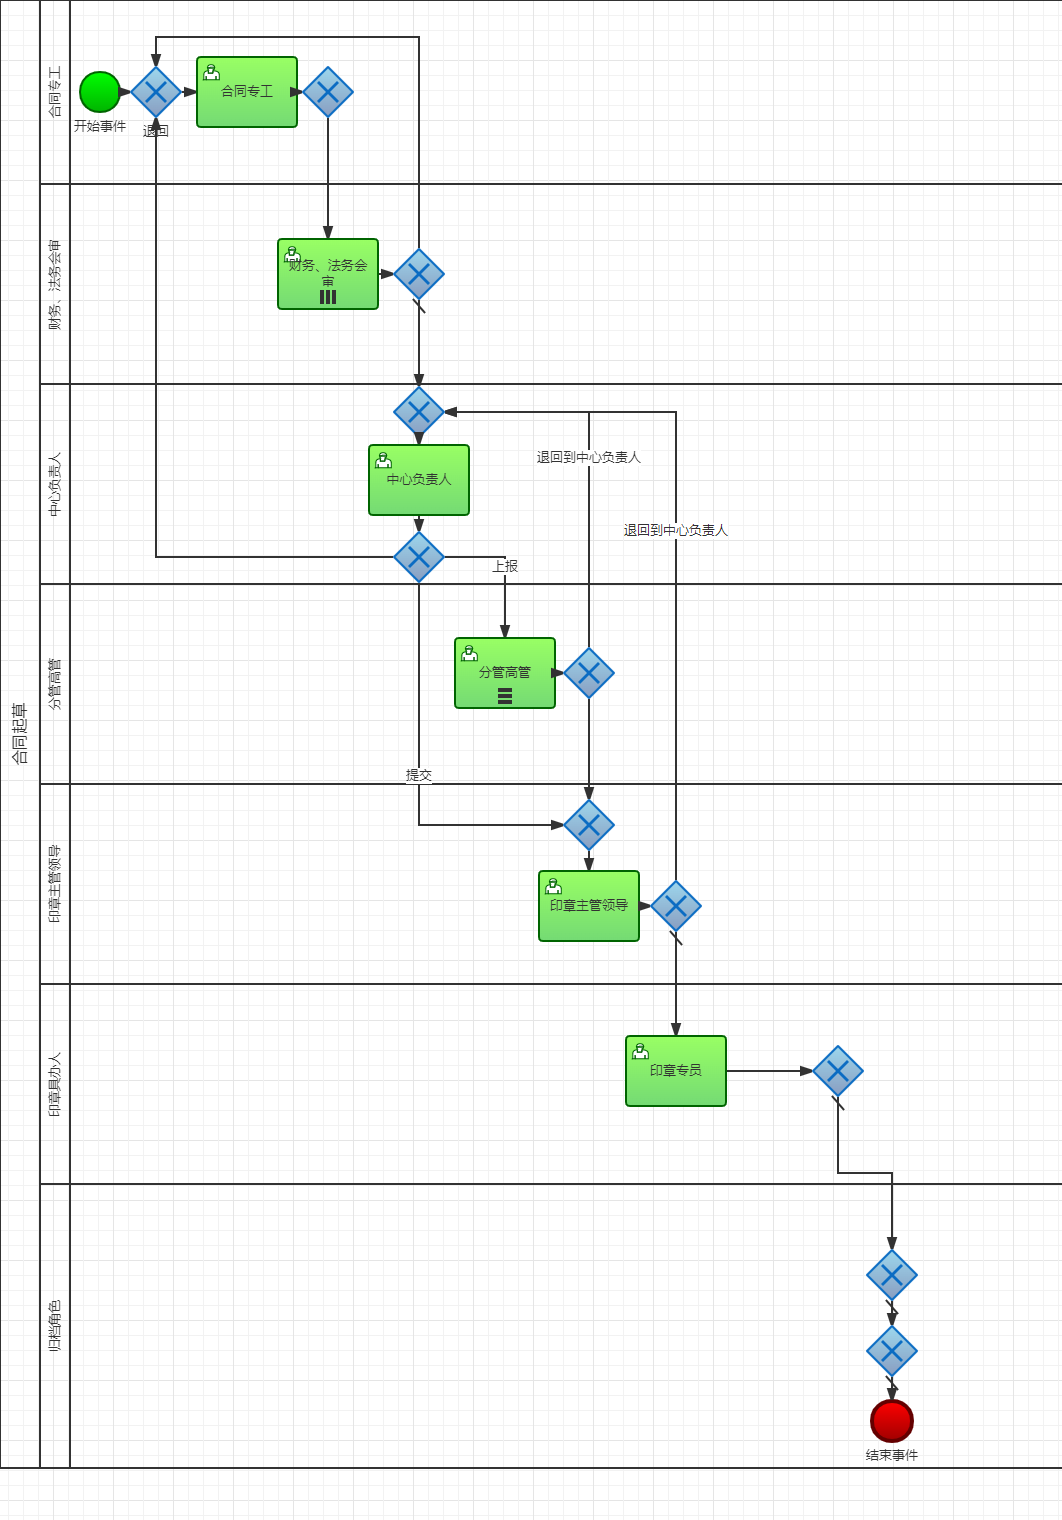 合同起草
合同专工
开始事件
退回
合同专工
财务、法务会审
财务、法务会
审
中心负责人
退回到中心负责人
中心负责人
退回到中心负责人
上报
分管高管
分管高管
提交
印章主管领导
印章主管领导
印章具办人
印章专员
归档角色
结束事件